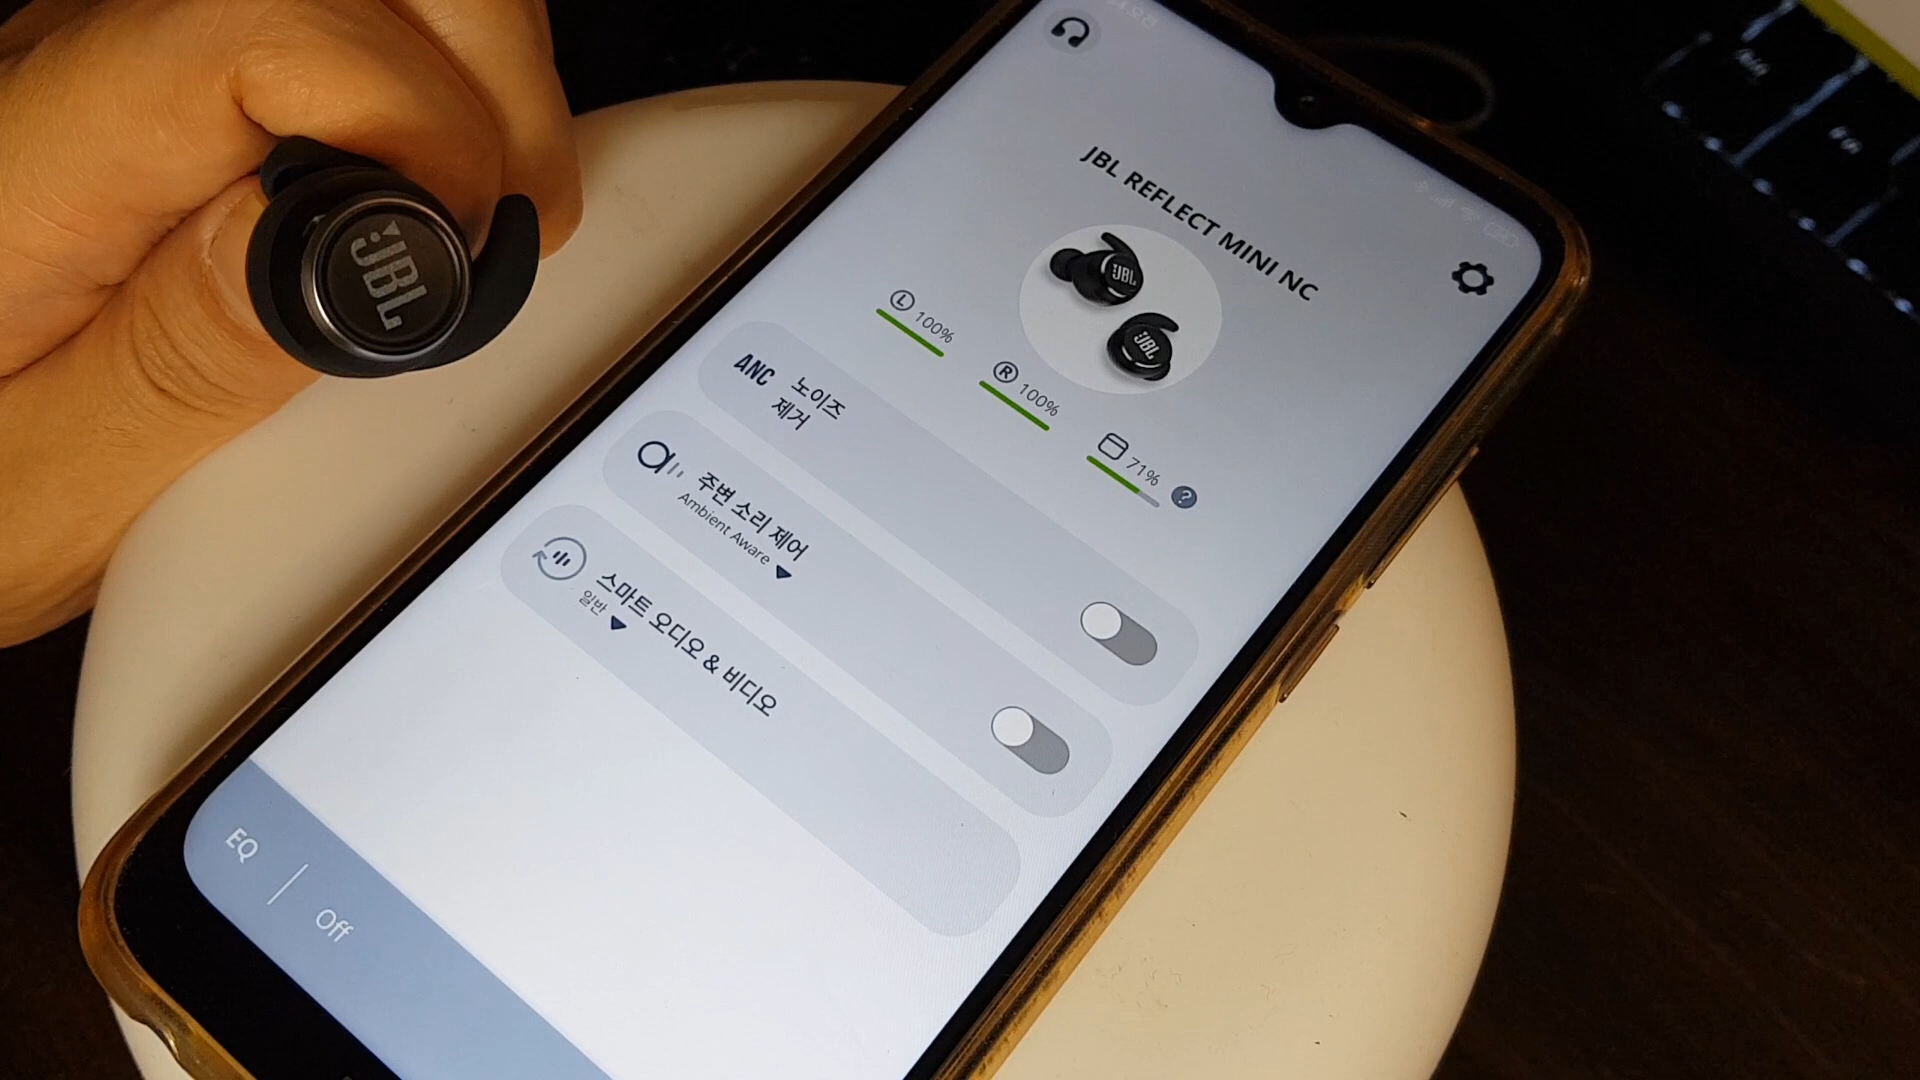 JBL
JBL REFLECT MINI NC
JBL
JBL
L 100%
R 100%
71% ?
ANC 노이즈
제거
주변 소리 제어
Ambient Aware
스마트 오디오 & 비디오
일반
EQ | Off